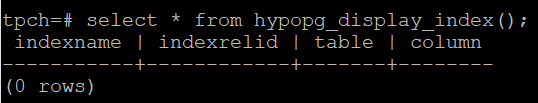 tpch=# select * from hypopg_display_index();
 indexname | indexrelid | table | column
-----------+------------+-------+--------
(0 rows)